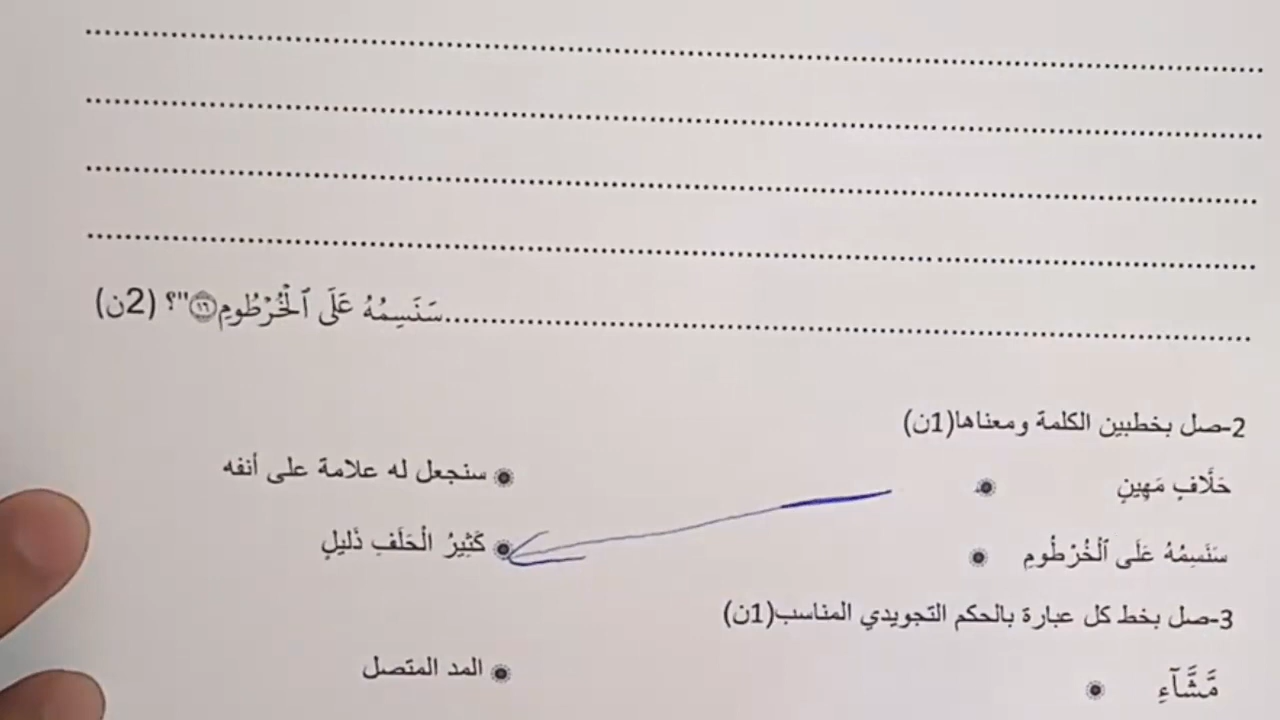 ..........سَنَسِمُهُ عَلَى ٱلْخُرْطُومِ۝١٦"؟ (2ن)
2-صل بخطبين الكلمة ومعناها(1ن)
حَلَّافٍ مَهِينٍ سنجعل له علامة على أنفه
سَنَسِمُهُ عَلَى ٱلْخُرْطُومِ كَثِيرُ الْحَلَفِ ذَلِيلٍ
3-صل بخط كل عبارة بالحكم التجويدي المناسب(1ن)
مَّشَّآءِ المد المتصل